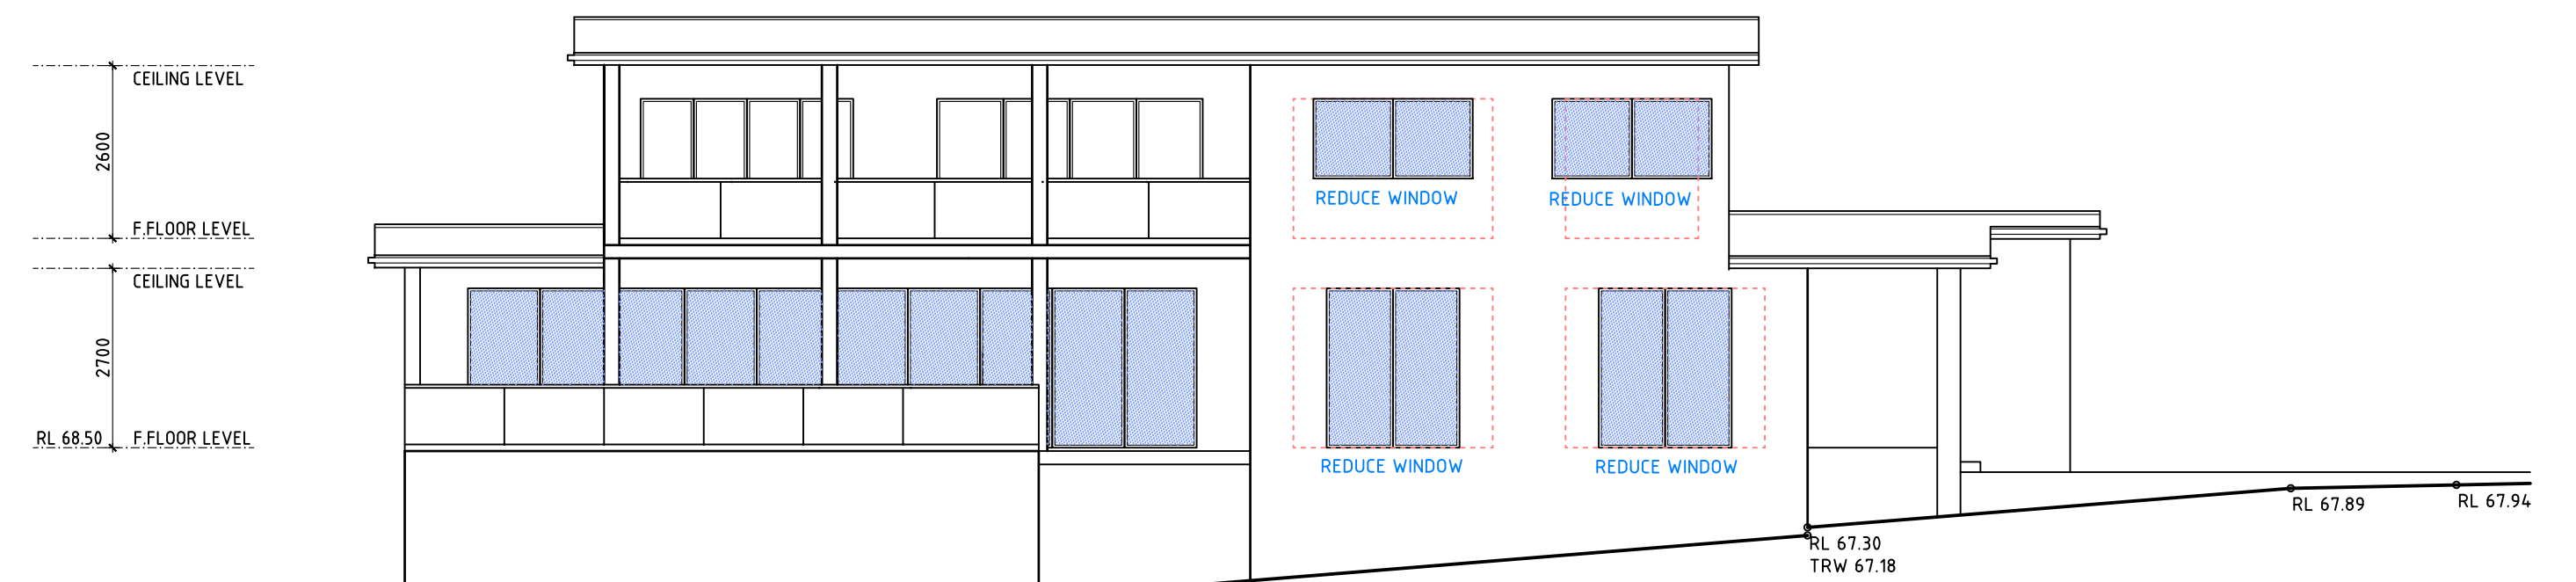 CEILING LEVEL
2600
F.FLOOR LEVEL
CEILING LEVEL
2700
RL 68.50 F.FLOOR LEVEL
REDUCE WINDOW
REDUCE WINDOW
REDUCE WINDOW
REDUCE WINDOW
RL 67.89
RL 67.94
RL 67.30
TRW 67.18